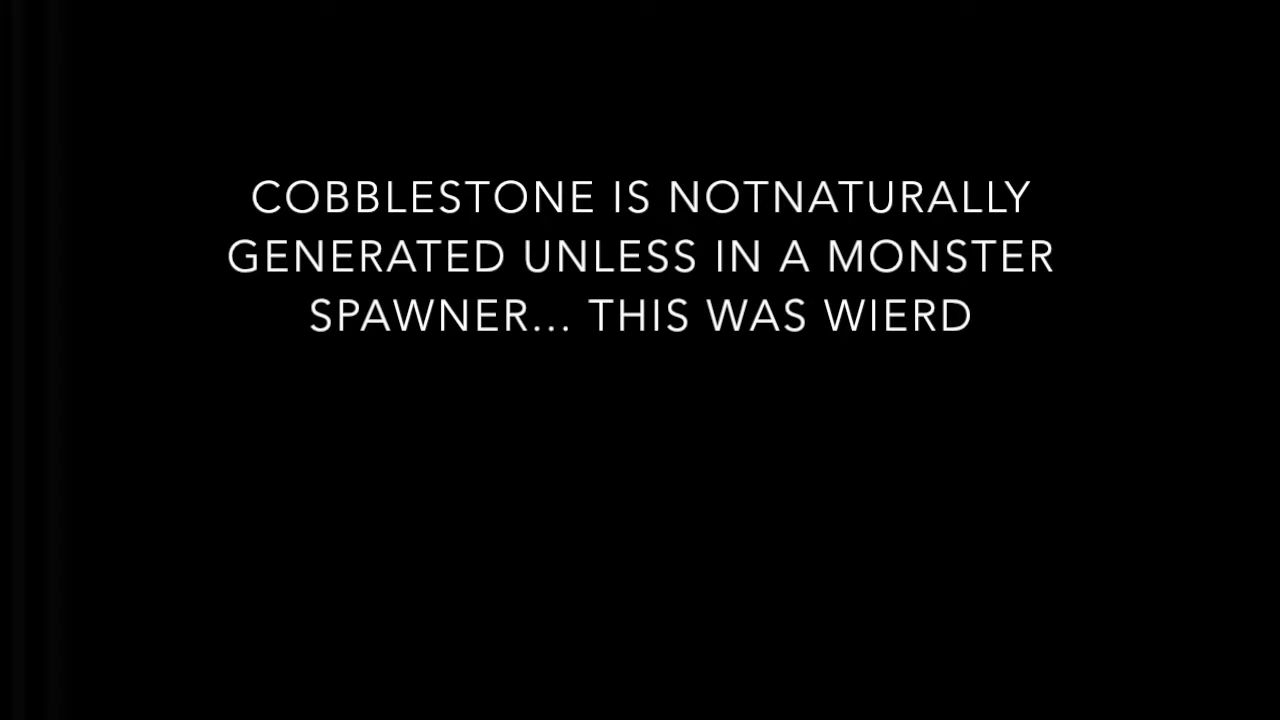 COBBLESTONE IS NOTNATURALLY
GENERATED UNLESS IN A MONSTER
SPAWNER... THIS WAS WIERD